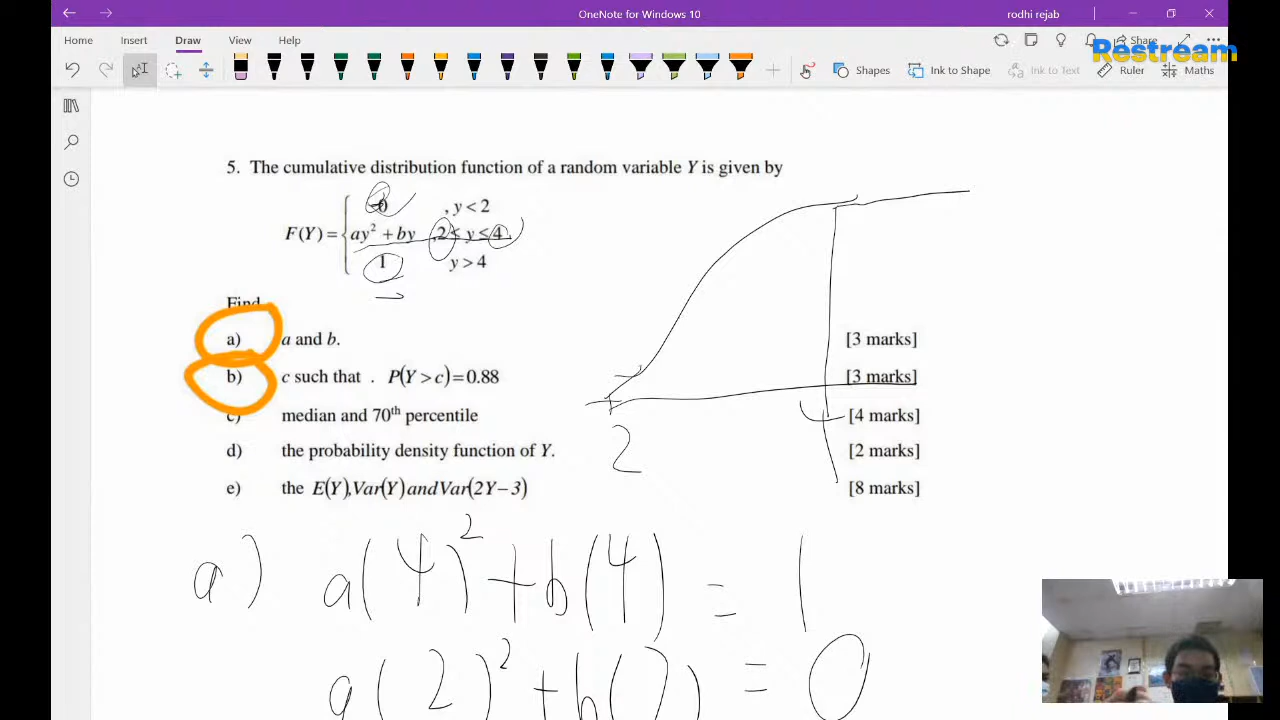 OneNote for Windows 10
rodhi rejab
Home Insert Draw View Help
Share
Restream
Shapes Ink to Shape Ink to Text Ruler Maths
5. The cumulative distribution function of a random variable Y is given by
0 , y < 2
F(Y) = { ay² + by , 2 ≤ y ≤ 4
1 y > 4
Find
a) a and b. [3 marks]
b) c such that . P(Y > c) = 0.88 [3 marks]
c) median and 70th percentile [4 marks]
d) the probability density function of Y. [2 marks]
e) the E(Y),Var(Y) and Var(2Y − 3) [8 marks]
2
a) a(4)² + b(4) = 1
a(2)² + b(2) = 0